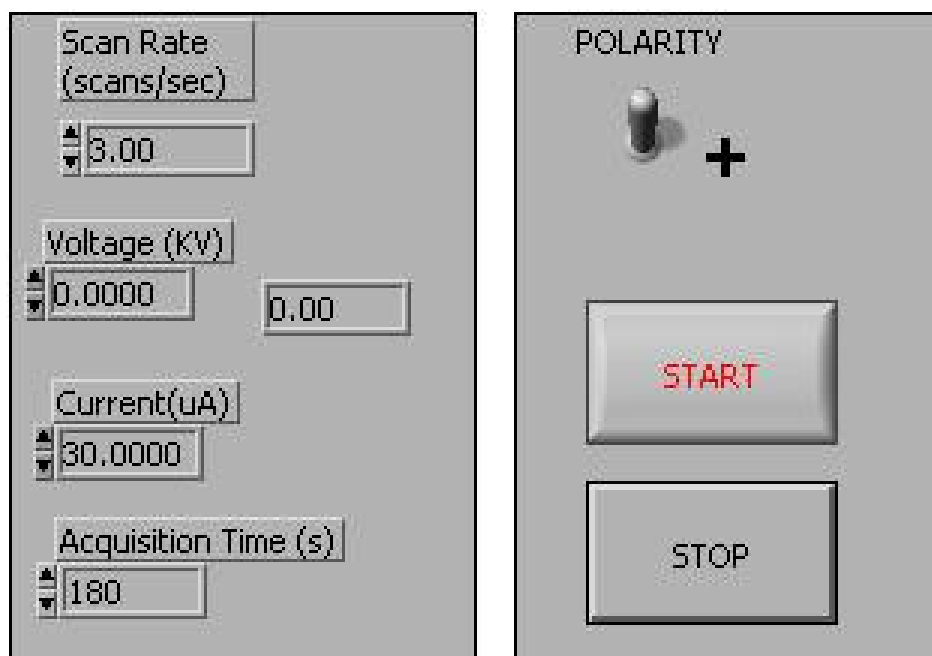 Scan Rate
(scans/sec)
3.00
Voltage (KV)
0.0000
0.00
Current(uA)
30.0000
Acquisition Time (s)
180
POLARITY
+
START
STOP